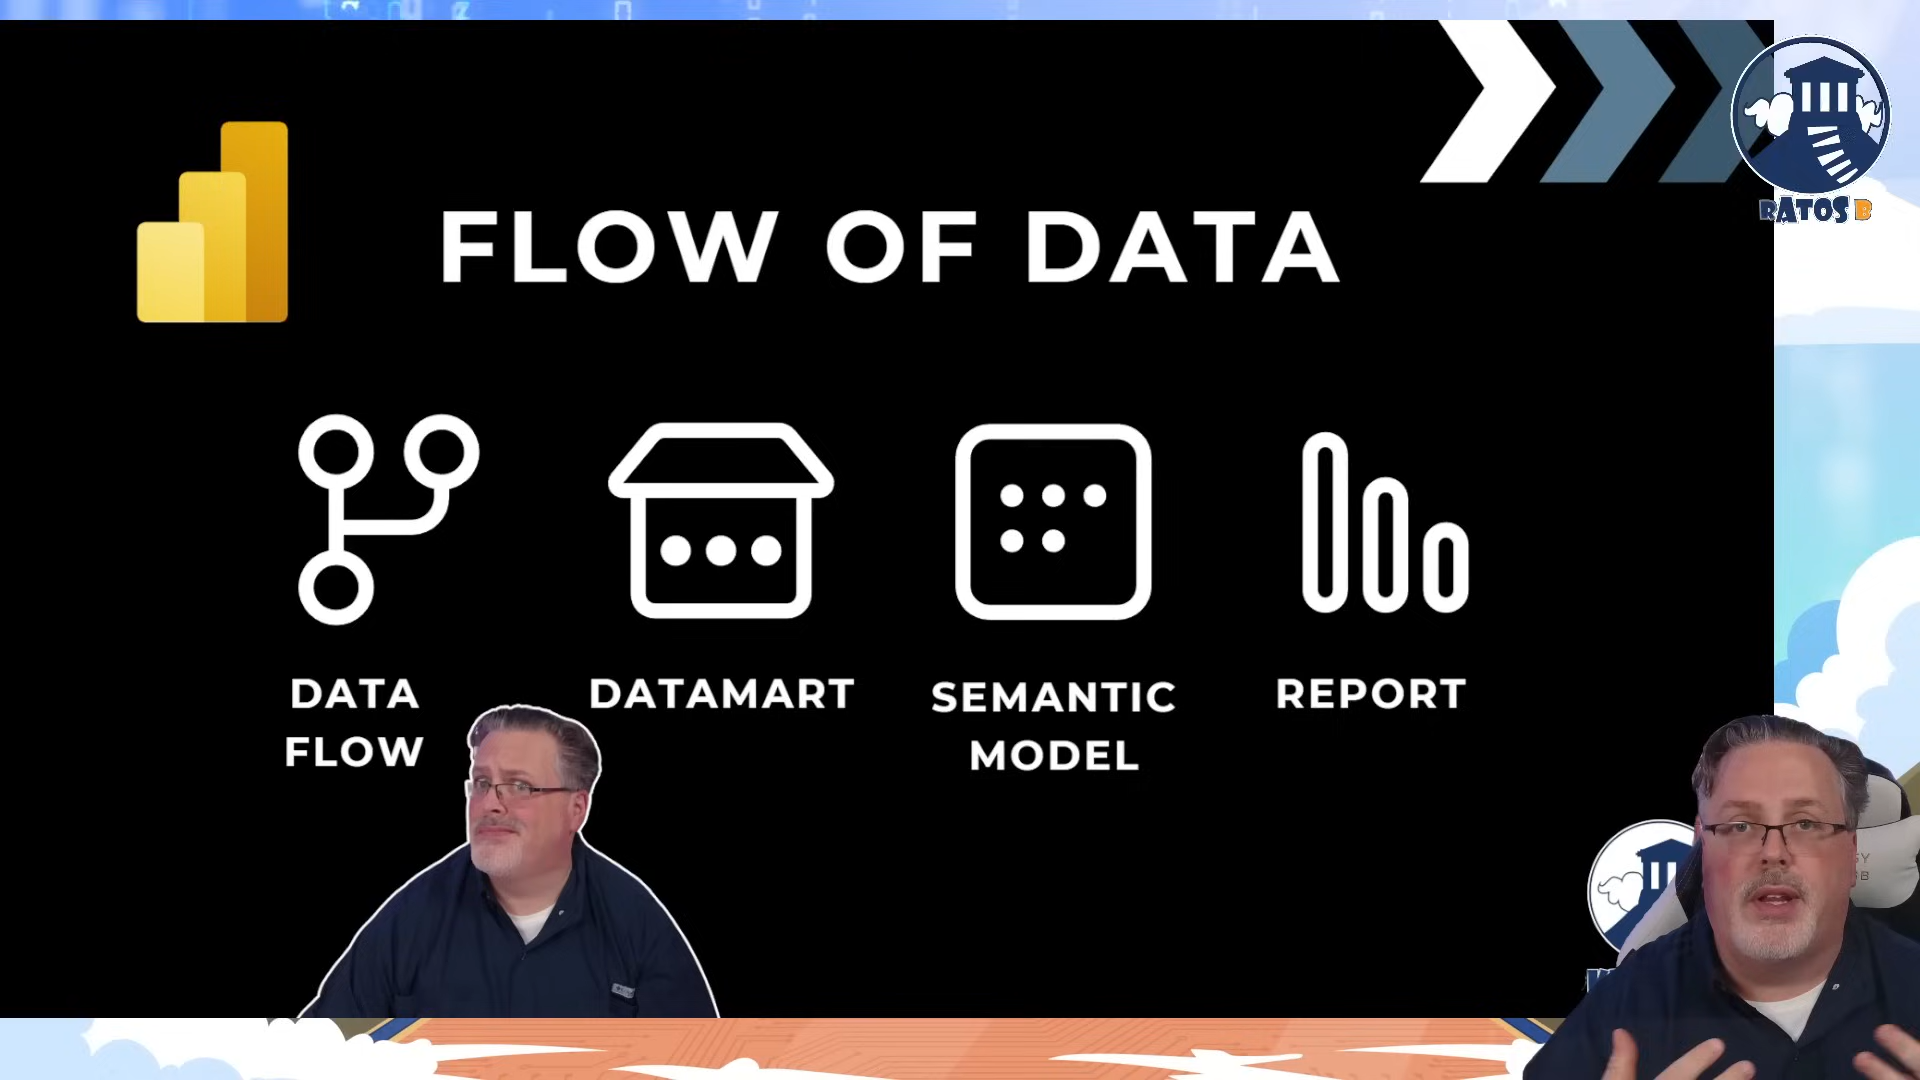 FLOW OF DATA
RATOS B
DATA
FLOW
DATAMART
SEMANTIC
MODEL
REPORT